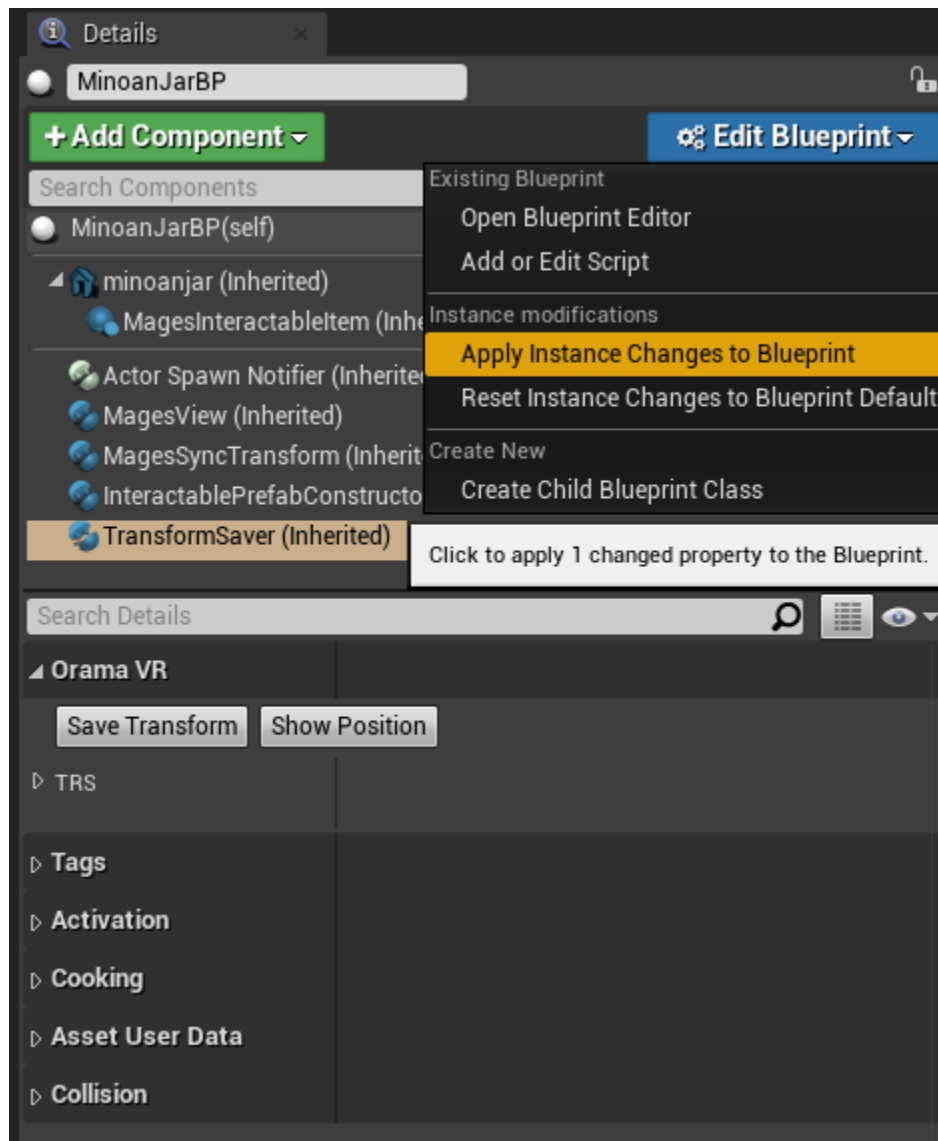 Details
MinoanJarBP
+ Add Component
Edit Blueprint
Search Components
Existing Blueprint
Open Blueprint Editor
MinoanJarBP(self)
Add or Edit Script
minoanjar (Inherited)
Instance modifications
MagesInteractableItem (Inhe
Apply Instance Changes to Blueprint
Actor Spawn Notifier (Inherite
Reset Instance Changes to Blueprint Default
MagesView (Inherited)
Create New
MagesSyncTransform (Inherit
Create Child Blueprint Class
InteractablePrefabConstructo
TransformSaver (Inherited)
Click to apply 1 changed property to the Blueprint.
Search Details
Orama VR
Save Transform Show Position
TRS
Tags
Activation
Cooking
Asset User Data
Collision